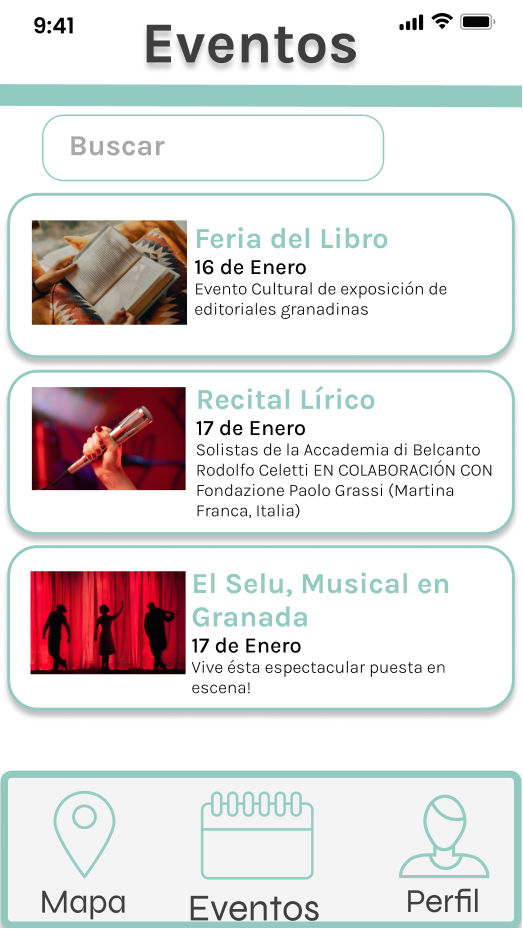 9:41
Eventos
Buscar
Feria del Libro
16 de Enero
Evento Cultural de exposición de
editoriales granadinas
Recital Lírico
17 de Enero
Solistas de la Accademia di Belcanto
Rodolfo Celetti EN COLABORACIÓN CON
Fondazione Paolo Grassi (Martina
Franca, Italia)
El Selu, Musical en
Granada
17 de Enero
Vive ésta espectacular puesta en
escena!
Mapa
Eventos
Perfil